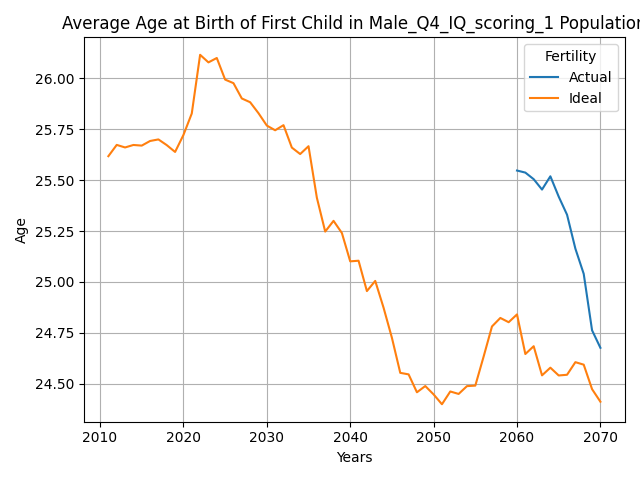 Average Age at Birth of First Child in Male_Q4_IQ_scoring_1 Population
Fertility
Actual
Ideal
26.00
25.75
25.50
25.25
25.00
24.75
24.50
Age
2010 2020 2030 2040 2050 2060 2070
Years